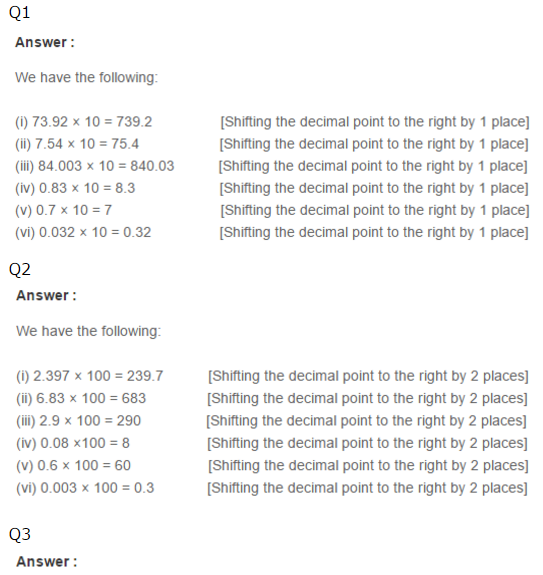 Q1
Answer :
We have the following:
(i) 73.92 × 10 = 739.2 [Shifting the decimal point to the right by 1 place]
(ii) 7.54 × 10 = 75.4 [Shifting the decimal point to the right by 1 place]
(iii) 84.003 × 10 = 840.03 [Shifting the decimal point to the right by 1 place]
(iv) 0.83 × 10 = 8.3 [Shifting the decimal point to the right by 1 place]
(v) 0.7 × 10 = 7 [Shifting the decimal point to the right by 1 place]
(vi) 0.032 × 10 = 0.32 [Shifting the decimal point to the right by 1 place]
Q2
Answer :
We have the following:
(i) 2.397 × 100 = 239.7 [Shifting the decimal point to the right by 2 places]
(ii) 6.83 × 100 = 683 [Shifting the decimal point to the right by 2 places]
(iii) 2.9 × 100 = 290 [Shifting the decimal point to the right by 2 places]
(iv) 0.08 ×100 = 8 [Shifting the decimal point to the right by 2 places]
(v) 0.6 × 100 = 60 [Shifting the decimal point to the right by 2 places]
(vi) 0.003 × 100 = 0.3 [Shifting the decimal point to the right by 2 places]
Q3
Answer :